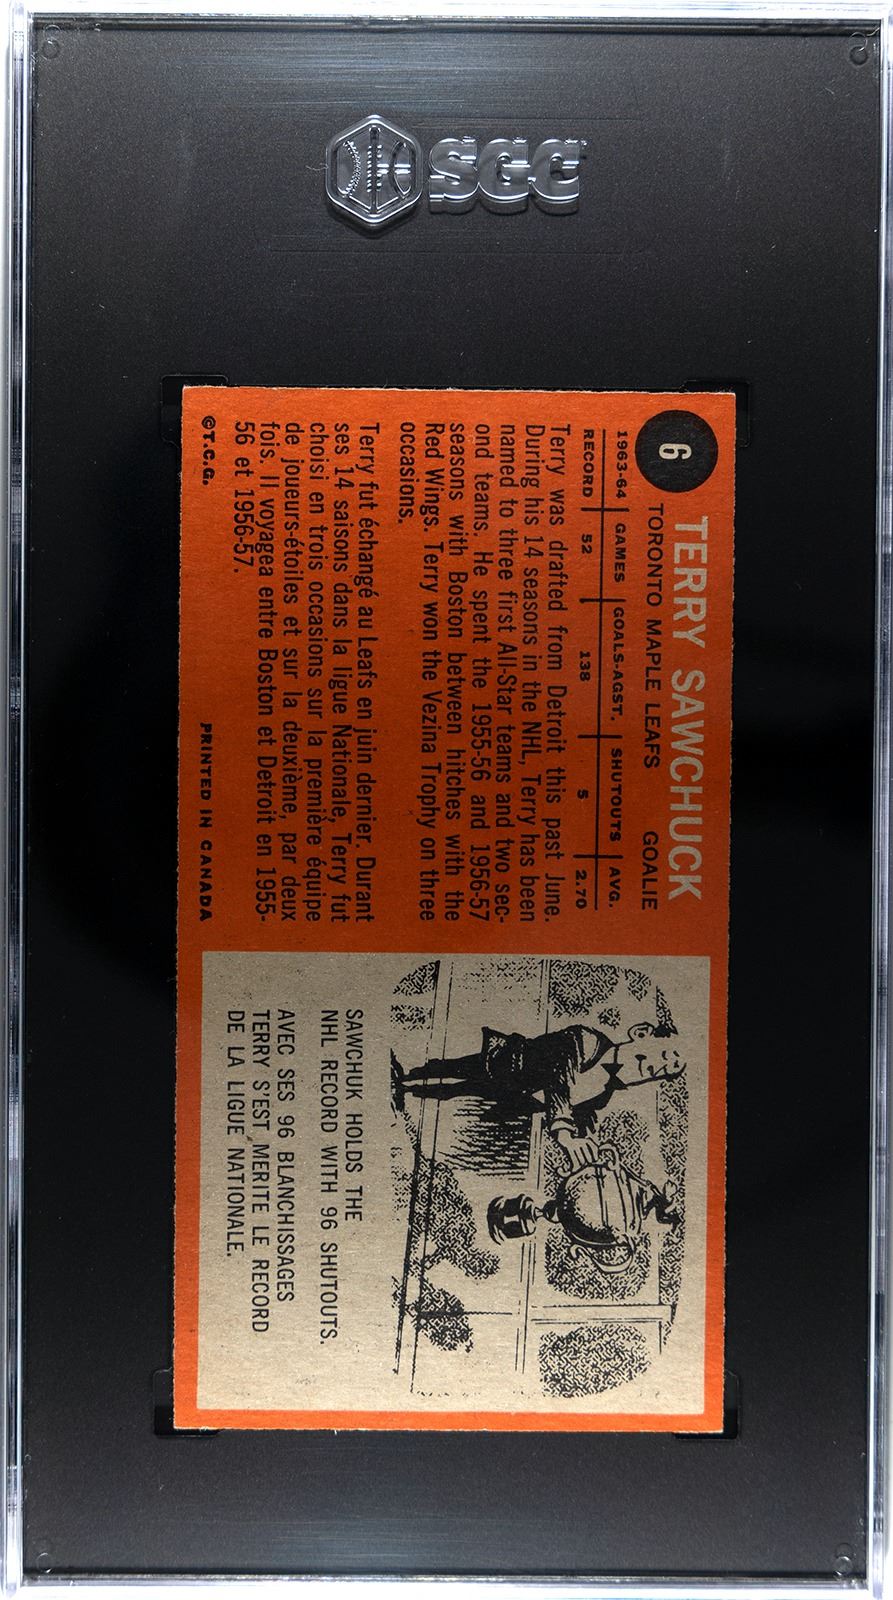 SGC
6
TERRY SAWCHUCK
TORONTO MAPLE LEAFS GOALIE
1963-64 GAMES GOALS-AGST. SHUTOUTS AVG.
RECORD 52 138 5 2.70
Terry was drafted from Detroit this past June.
During his 14 seasons in the NHL, Terry has been
named to three first All-Star teams and two sec-
ond teams. He spent the 1955-56 and 1956-57
seasons with Boston between hitches with the
Red Wings. Terry won the Vezina Trophy on three
occasions.
Terry fut échangé au Leafs en juin dernier. Durant
ses 14 saisons dans la ligue Nationale, Terry fut
choisi en trois occasions sur la première équipe
de joueurs-étoiles et sur la deuxième, par deux
fois. Il voyagea entre Boston et Detroit en 1955-
56 et 1956-57.
©T.C.G. PRINTED IN CANADA
SAWCHUK HOLDS THE
NHL RECORD WITH 96 SHUTOUTS.
AVEC SES 96 BLANCHISSAGES
TERRY S'EST MERITE LE RECORD
DE LA LIGUE NATIONALE.